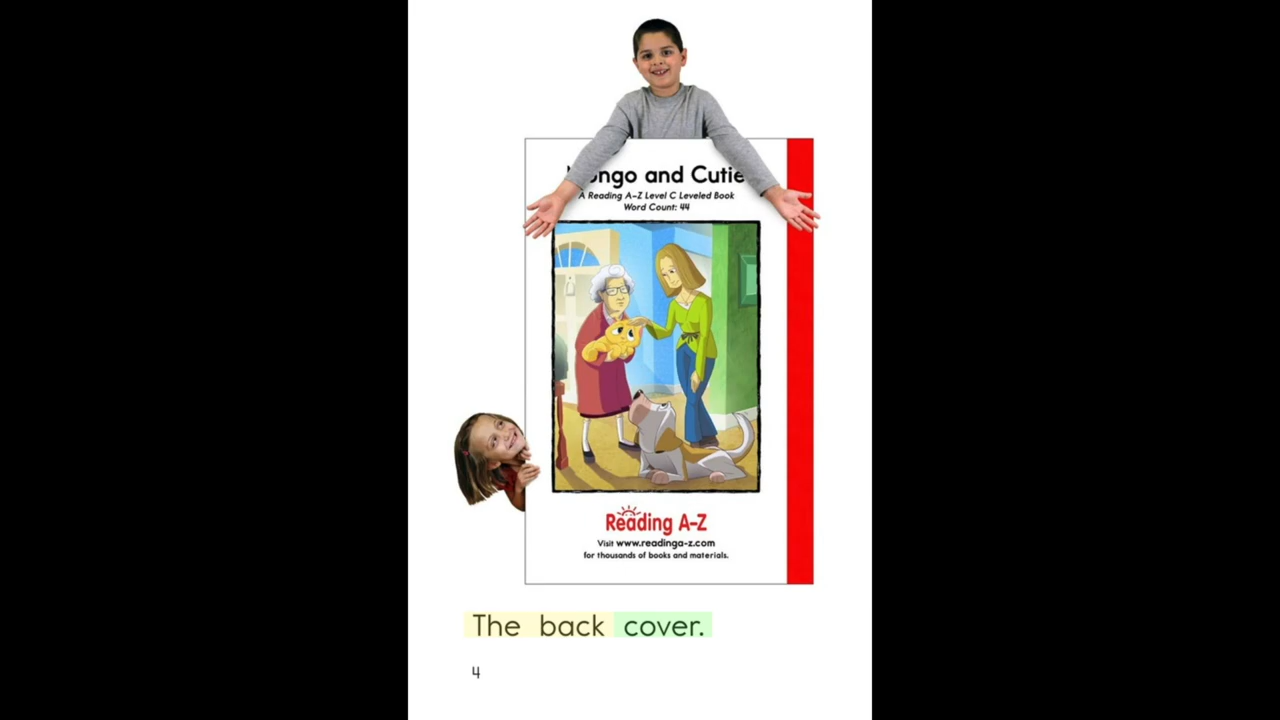 ongo and Cutie
A Reading A–Z Level C Leveled Book
Word Count: 44
Reading A–Z
Visit www.readinga-z.com
for thousands of books and materials.
The back cover.
4